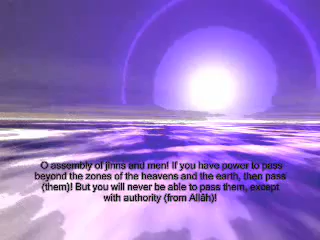 O assembly of jinns and men! If you have power to pass
beyond the zones of the heavens and the earth, then pass
(them)! But you will never be able to pass them, except
with authority (from Allâh)!